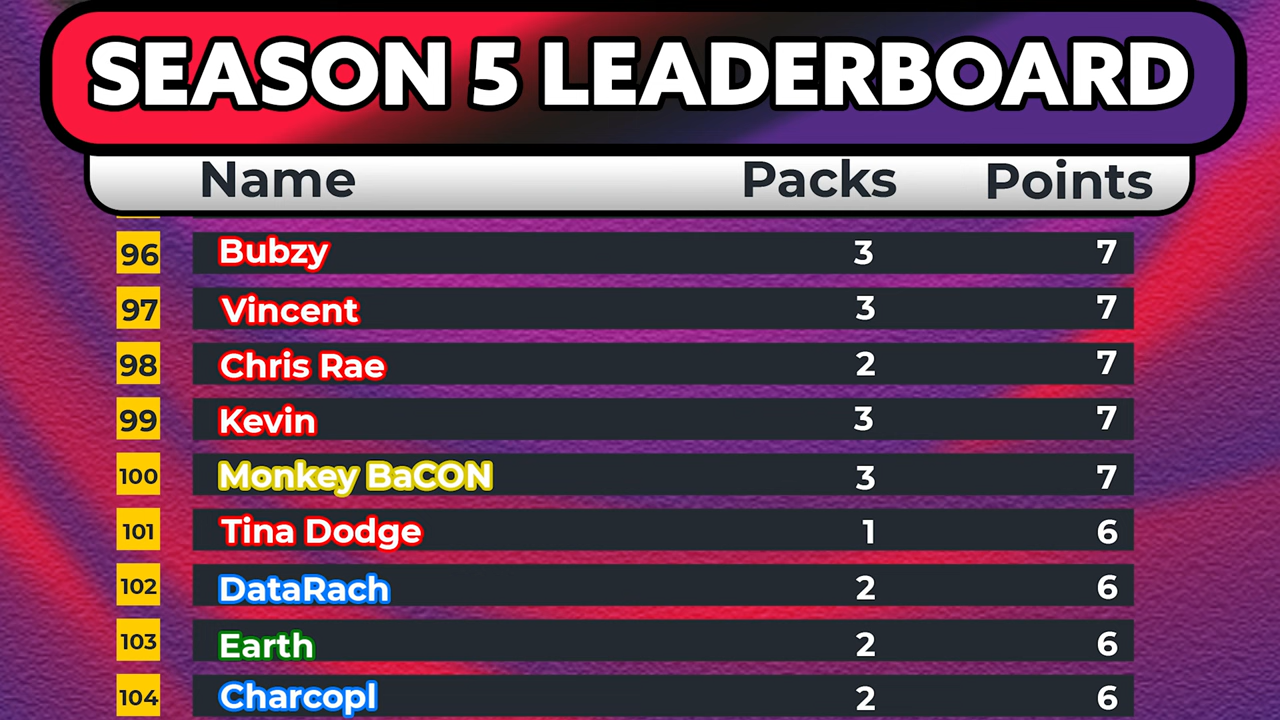 SEASON 5 LEADERBOARD
Name Packs Points
96 Bubzy 3 7
97 Vincent 3 7
98 Chris Rae 2 7
99 Kevin 3 7
100 Monkey BaCON 3 7
101 Tina Dodge 1 6
102 DataRach 2 6
103 Earth 2 6
104 Charcopl 2 6